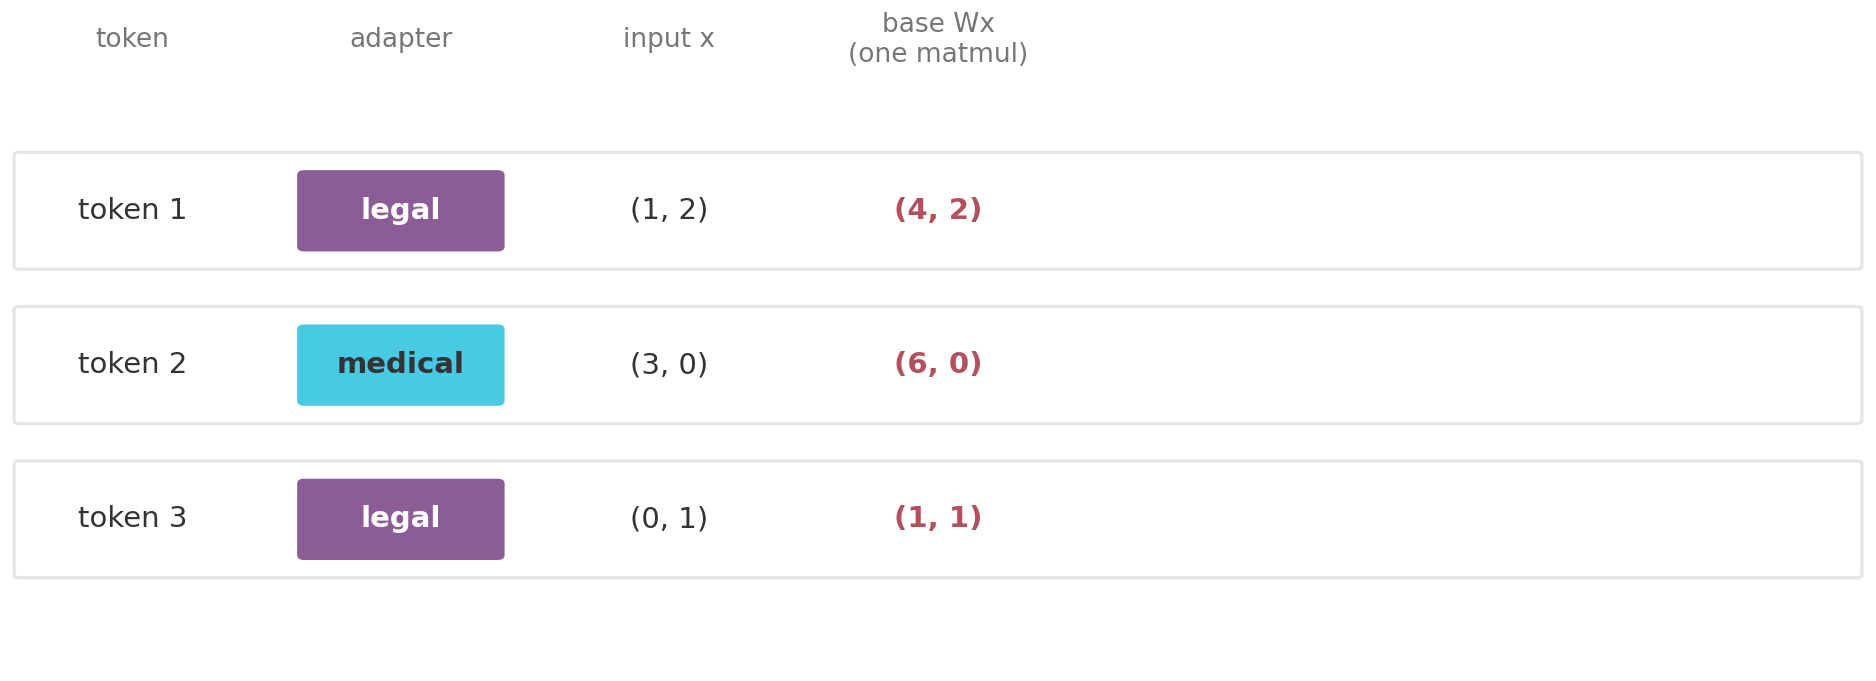 token adapter input x base Wx
(one matmul)
token 1 legal (1, 2) (4, 2)
token 2 medical (3, 0) (6, 0)
token 3 legal (0, 1) (1, 1)